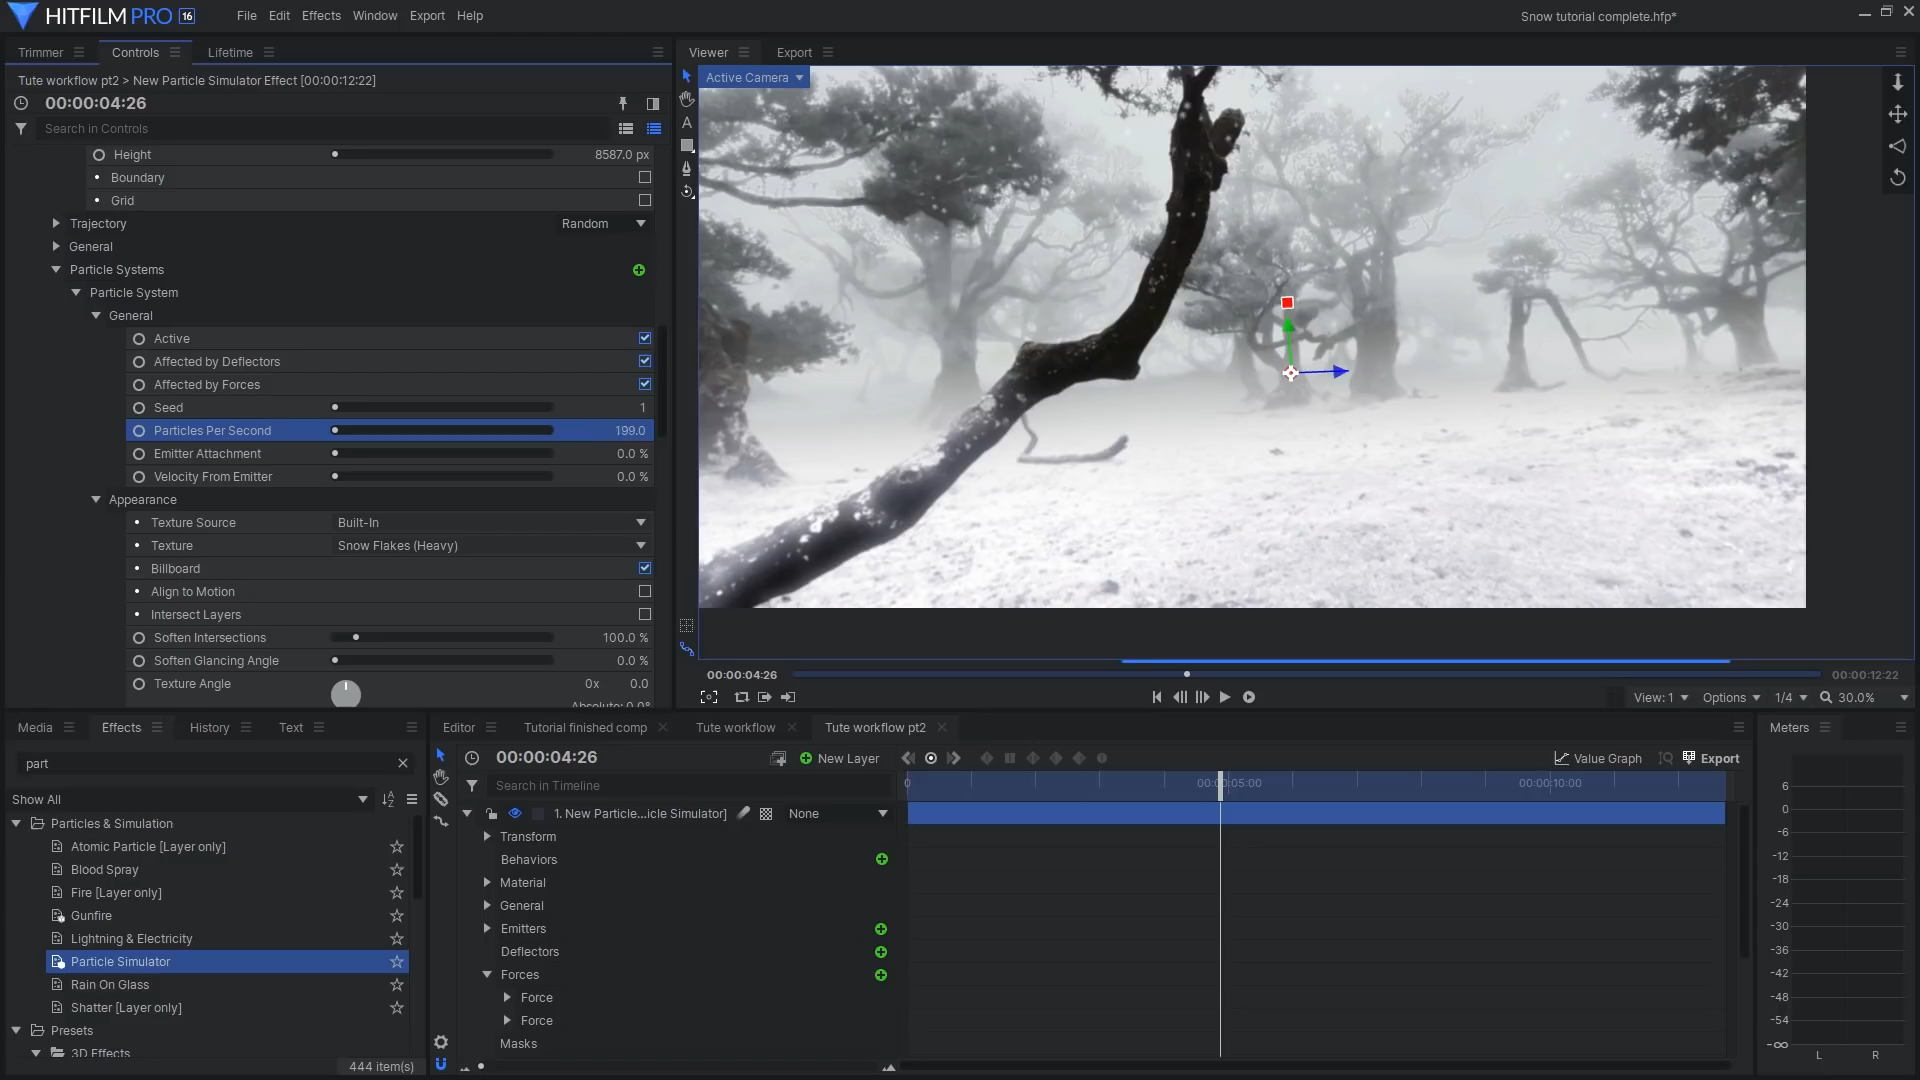 HITFILM PRO 16
File Edit Effects Window Export Help
Snow tutorial complete.hfp*
Trimmer Controls Lifetime
Tute workflow pt2 > New Particle Simulator Effect [00:00:12:22]
00:00:04:26
Search in Controls
Height 8587.0 px
Boundary
Grid
Trajectory Random
General
Particle Systems
Particle System
General
Active
Affected by Deflectors
Affected by Forces
Seed 1
Particles Per Second 199.0
Emitter Attachment 0.0 %
Velocity From Emitter 0.0 %
Appearance
Texture Source Built-In
Texture Snow Flakes (Heavy)
Billboard
Align to Motion
Intersect Layers
Soften Intersections 100.0 %
Soften Glancing Angle 0.0 %
Texture Angle 0x 0.0
Absolute: 0.0°
Viewer Export
Active Camera
00:00:04:26 00:00:12:22
View: 1 Options 1/4 30.0%
Media Effects History Text
part
Show All
Particles & Simulation
Atomic Particle [Layer only]
Blood Spray
Fire [Layer only]
Gunfire
Lightning & Electricity
Particle Simulator
Rain On Glass
Shatter [Layer only]
Presets
3D Effects
444 item(s)
Editor Tutorial finished comp Tute workflow Tute workflow pt2
00:00:04:26 New Layer Value Graph Export
Search in Timeline
0 00:00:05:00 00:00:10:00
1. New Particle...icle Simulator] None
Transform
Behaviors
Material
General
Emitters
Deflectors
Forces
Force
Force
Masks
Meters
6
0
-6
-12
-18
-24
-30
-36
-42
-48
-54
-∞
L R